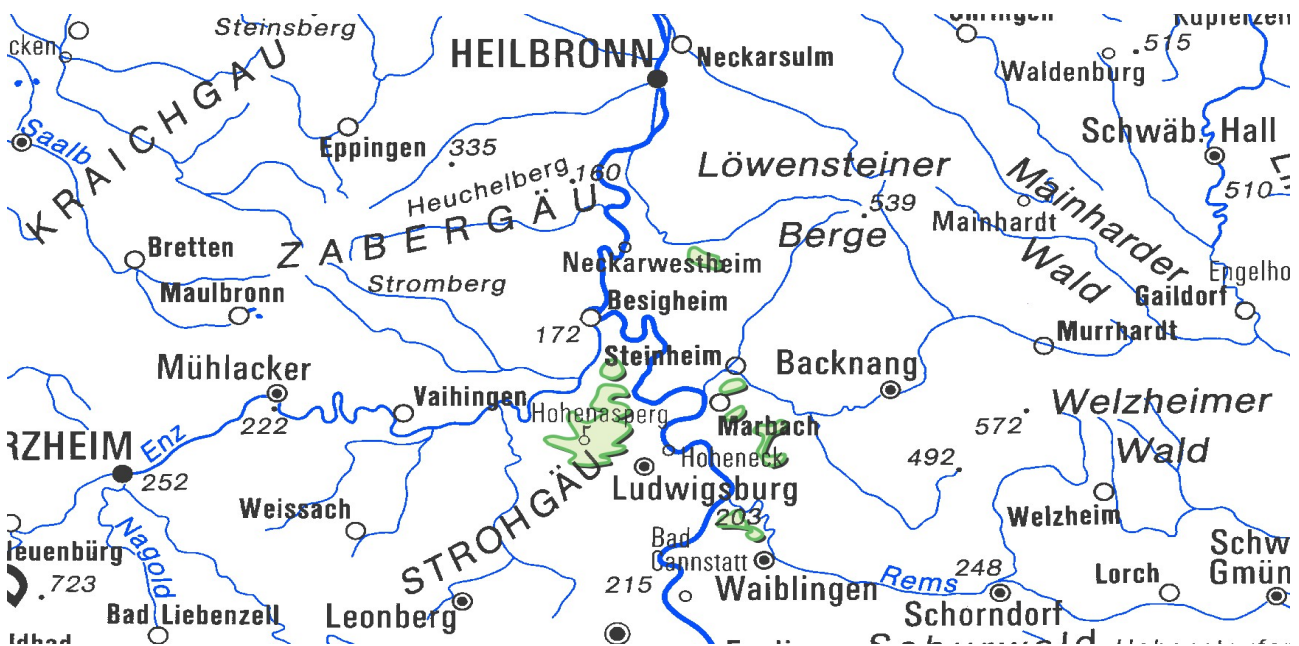 Steinsberg
cken
KRAICHGAU
HEILBRONN
Neckarsulm
515
Waldenburg
Saalb
Eppingen
335
Schwäb. Hall
Löwensteiner
Heuchelberg
160
Mainharder
510
ZABERGÄU
539
Mainhardt
Berge
Bretten
Neckarwestheim
Wald
Engelho
Stromberg
Maulbronn
Besigheim
Gaildorf
172
Murrhardt
Steinheim
Backnang
Mühlacker
Vaihingen
Hohenasperg
222
Marbach
572
Welzheimer
Wald
RZHEIM
Enz
Hoheneck
492
252
STROHGÄU
Ludwigsburg
Weissach
203
Welzheim
Nagold
Bad
Cannstatt
euenbürg
723
248
Schw
Gmün
Lorch
215
Waiblingen
Rems
Bad Liebenzell
Leonberg
Schorndorf